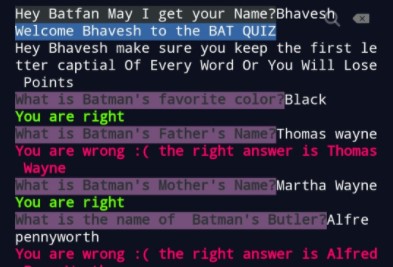 Hey Batfan May I get your Name?Bhavesh
Welcome Bhavesh to the BAT QUIZ
Hey Bhavesh make sure you keep the first le
tter captial Of Every Word Or You Will Lose
Points
What is Batman's favorite color?Black
You are right
What is Batman's Father's Name?Thomas wayne
You are wrong :( the right answer is Thomas
Wayne
What is Batman's Mother's Name?Martha Wayne
You are right
What is the name of  Batman's Butler?Alfre
pennyworth
You are wrong :( the right answer is Alfred